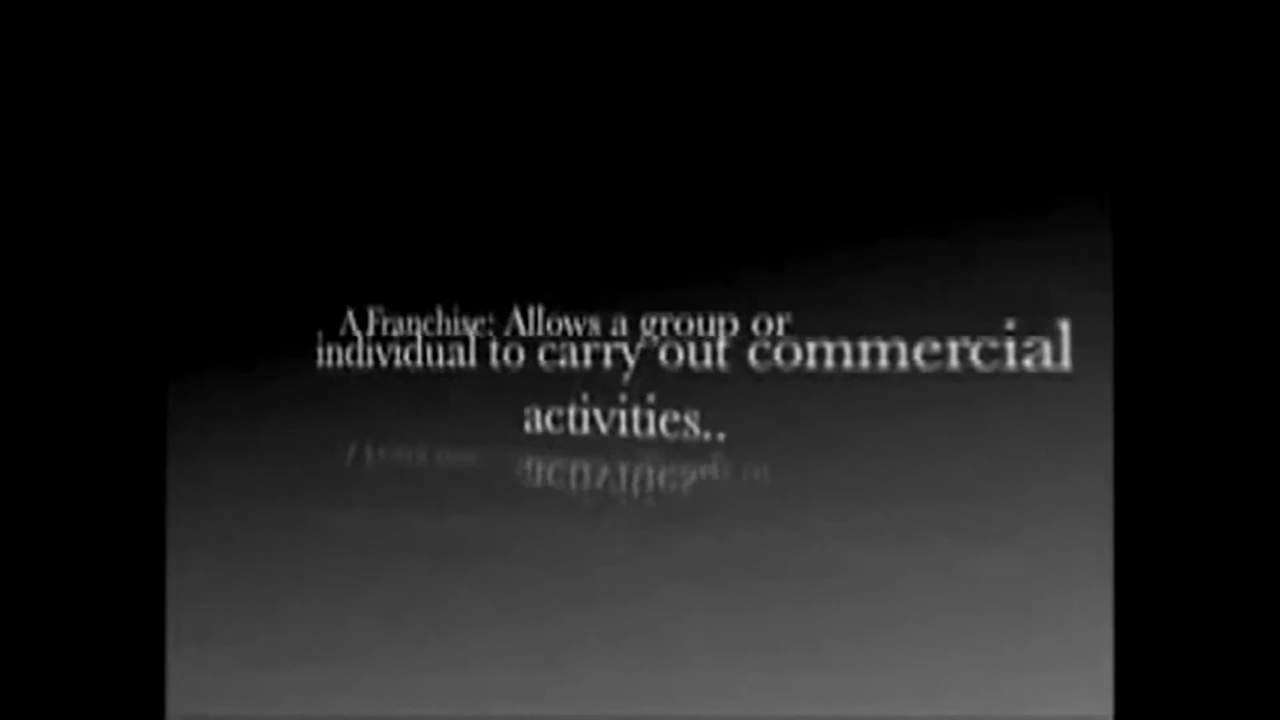 A Franchise: Allows a group or
individual to carry out commercial
activities..